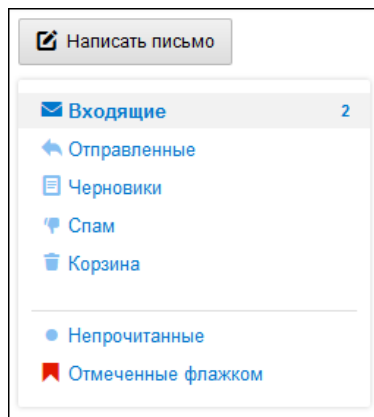 Написать письмо
Входящие 2
Отправленные
Черновики
Спам
Корзина
Непрочитанные
Отмеченные флажком